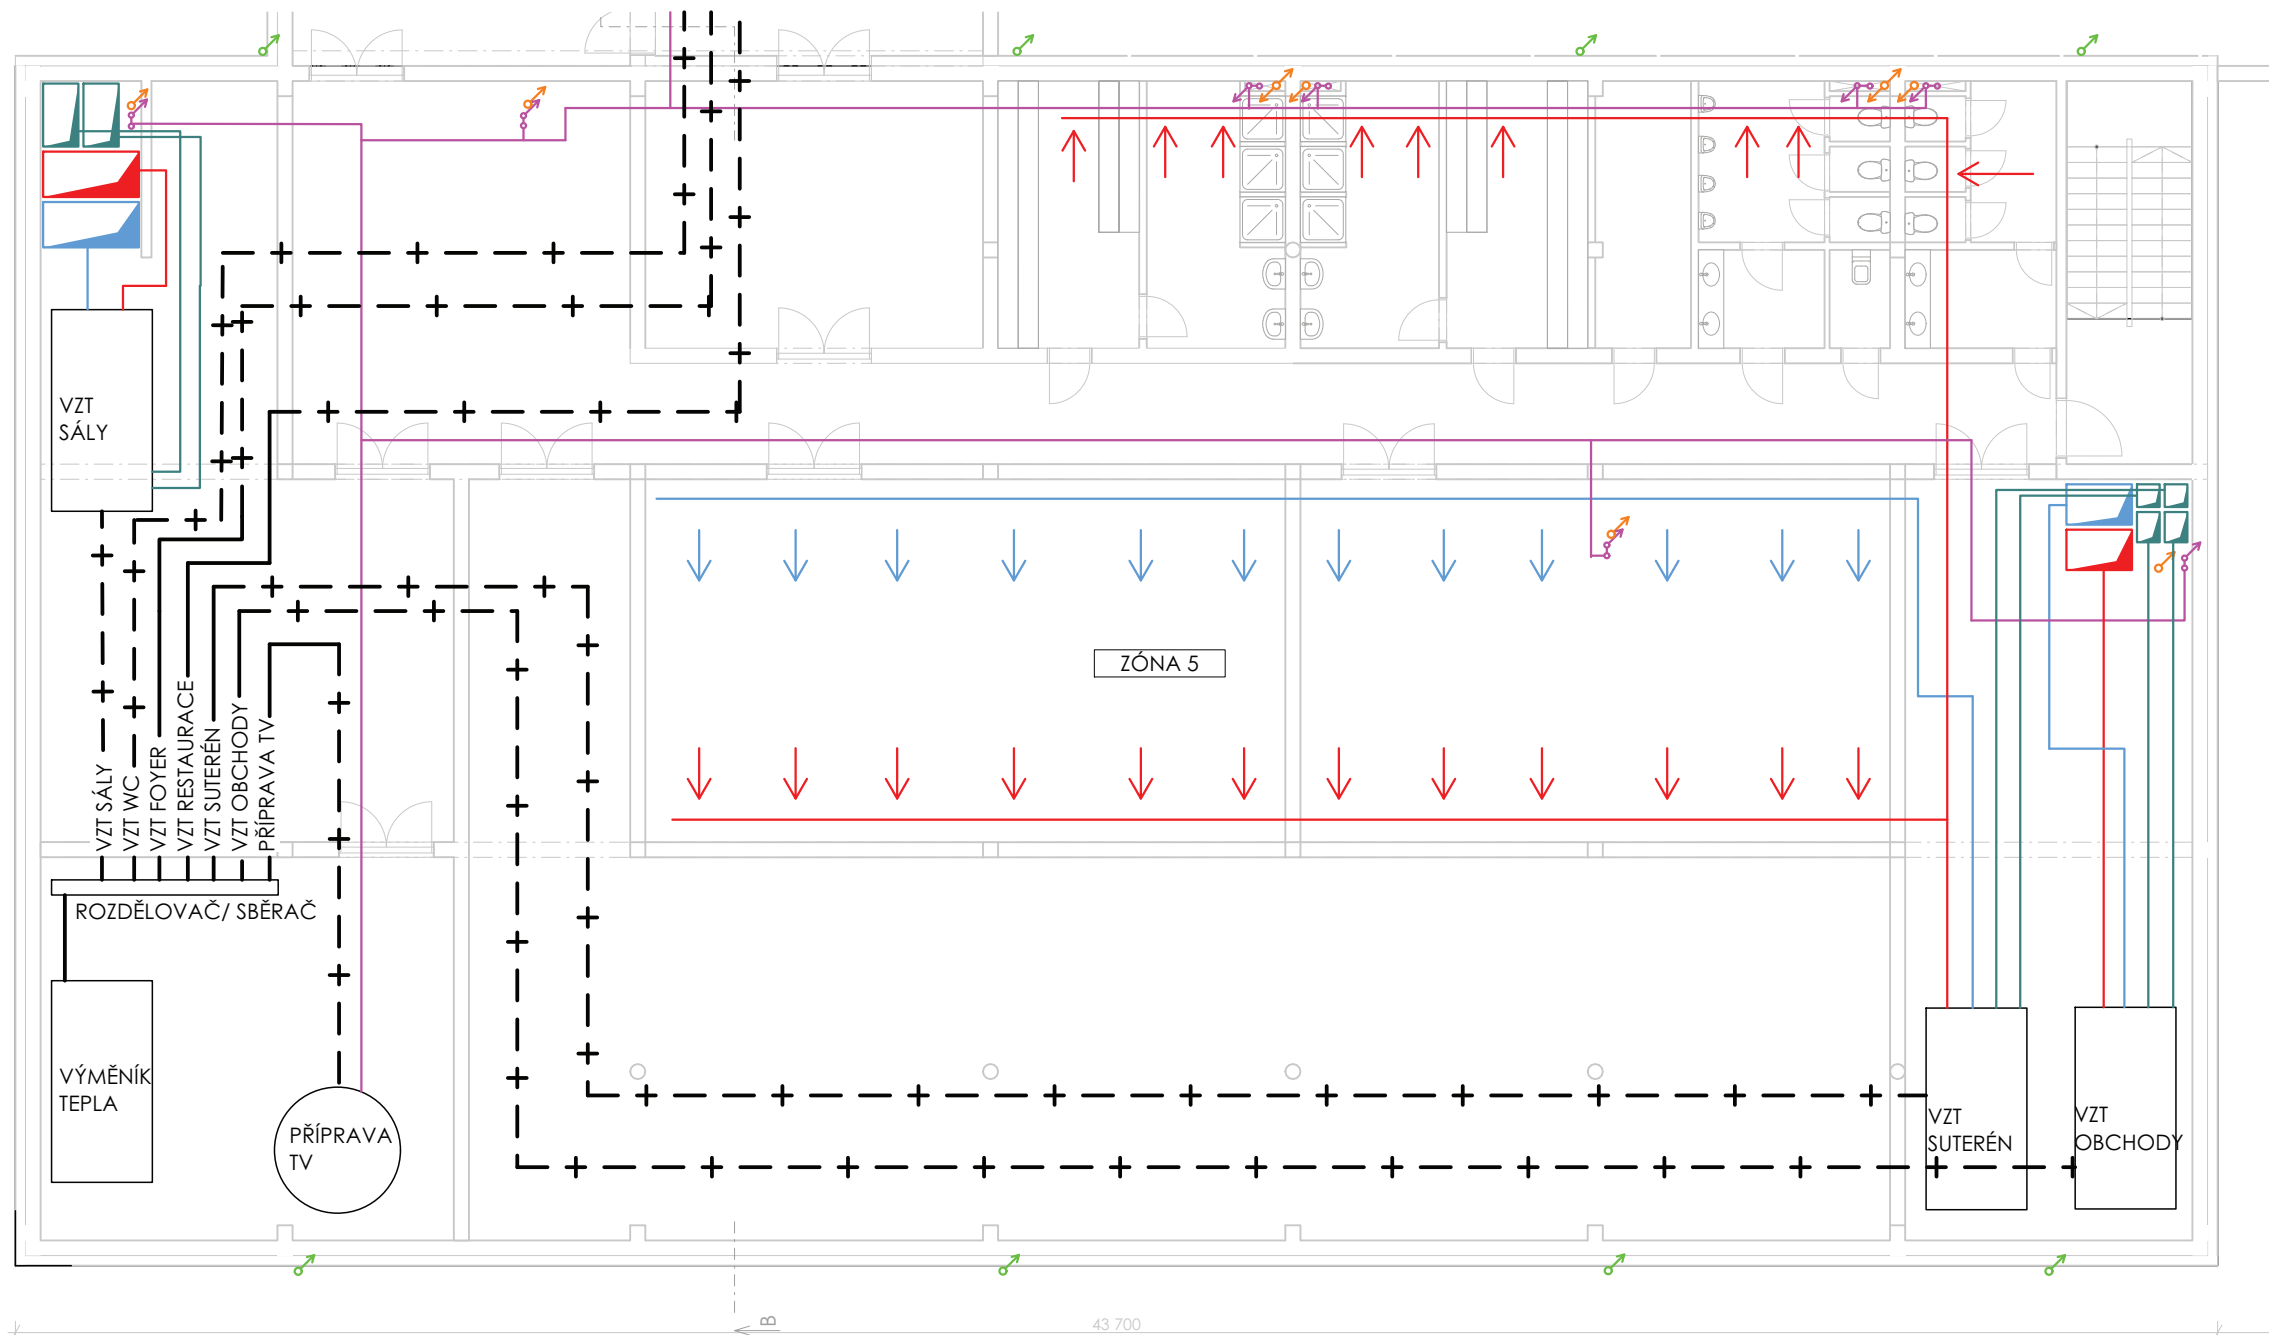 VZT
SÁLY
ZÓNA 5
VZT SÁLY
VZT WC
VZT FOYER
VZT RESTAURACE
VZT SUTERÉN
VZT OBCHODY
PŘÍPRAVA TV
ROZDĚLOVAČ/ SBĚRAČ
VÝMĚNÍK
TEPLA
PŘÍPRAVA
TV
VZT
SUTERÉN
VZT
OBCHODY
B
43 700